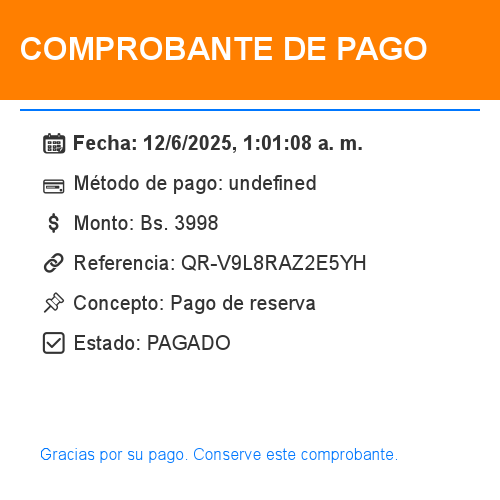 COMPROBANTE DE PAGO
Fecha: 12/6/2025, 1:01:08 a. m.
Método de pago: undefined
Monto: Bs. 3998
Referencia: QR-V9L8RAZ2E5YH
Concepto: Pago de reserva
Estado: PAGADO
Gracias por su pago. Conserve este comprobante.